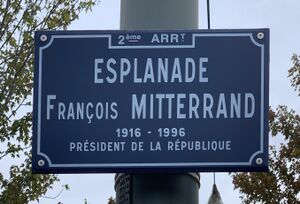 2ème ARRT
ESPLANADE
FRANÇOIS MITTERRAND
1916 - 1996
PRÉSIDENT DE LA RÉPUBLIQUE